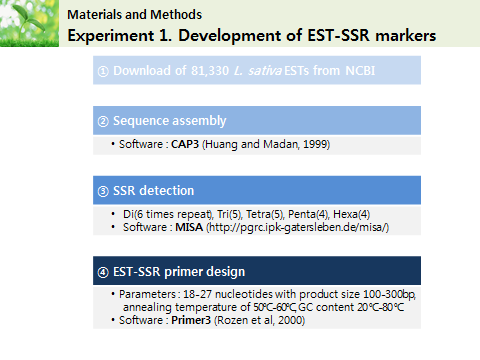 Materials and Methods
Experiment 1. Development of EST-SSR markers
① Download of 81,330 L. sativa ESTs from NCBI
② Sequence assembly
• Software : CAP3 (Huang and Madan, 1999)
③ SSR detection
• Di(6 times repeat), Tri(5), Tetra(5), Penta(4), Hexa(4)
• Software : MISA (http://pgrc.ipk-gatersleben.de/misa/)
④ EST-SSR primer design
• Parameters : 18-27 nucleotides with product size 100-300bp,
annealing temperature of 50℃-60℃, GC content 20℃-80℃
• Software : Primer3 (Rozen et al, 2000)